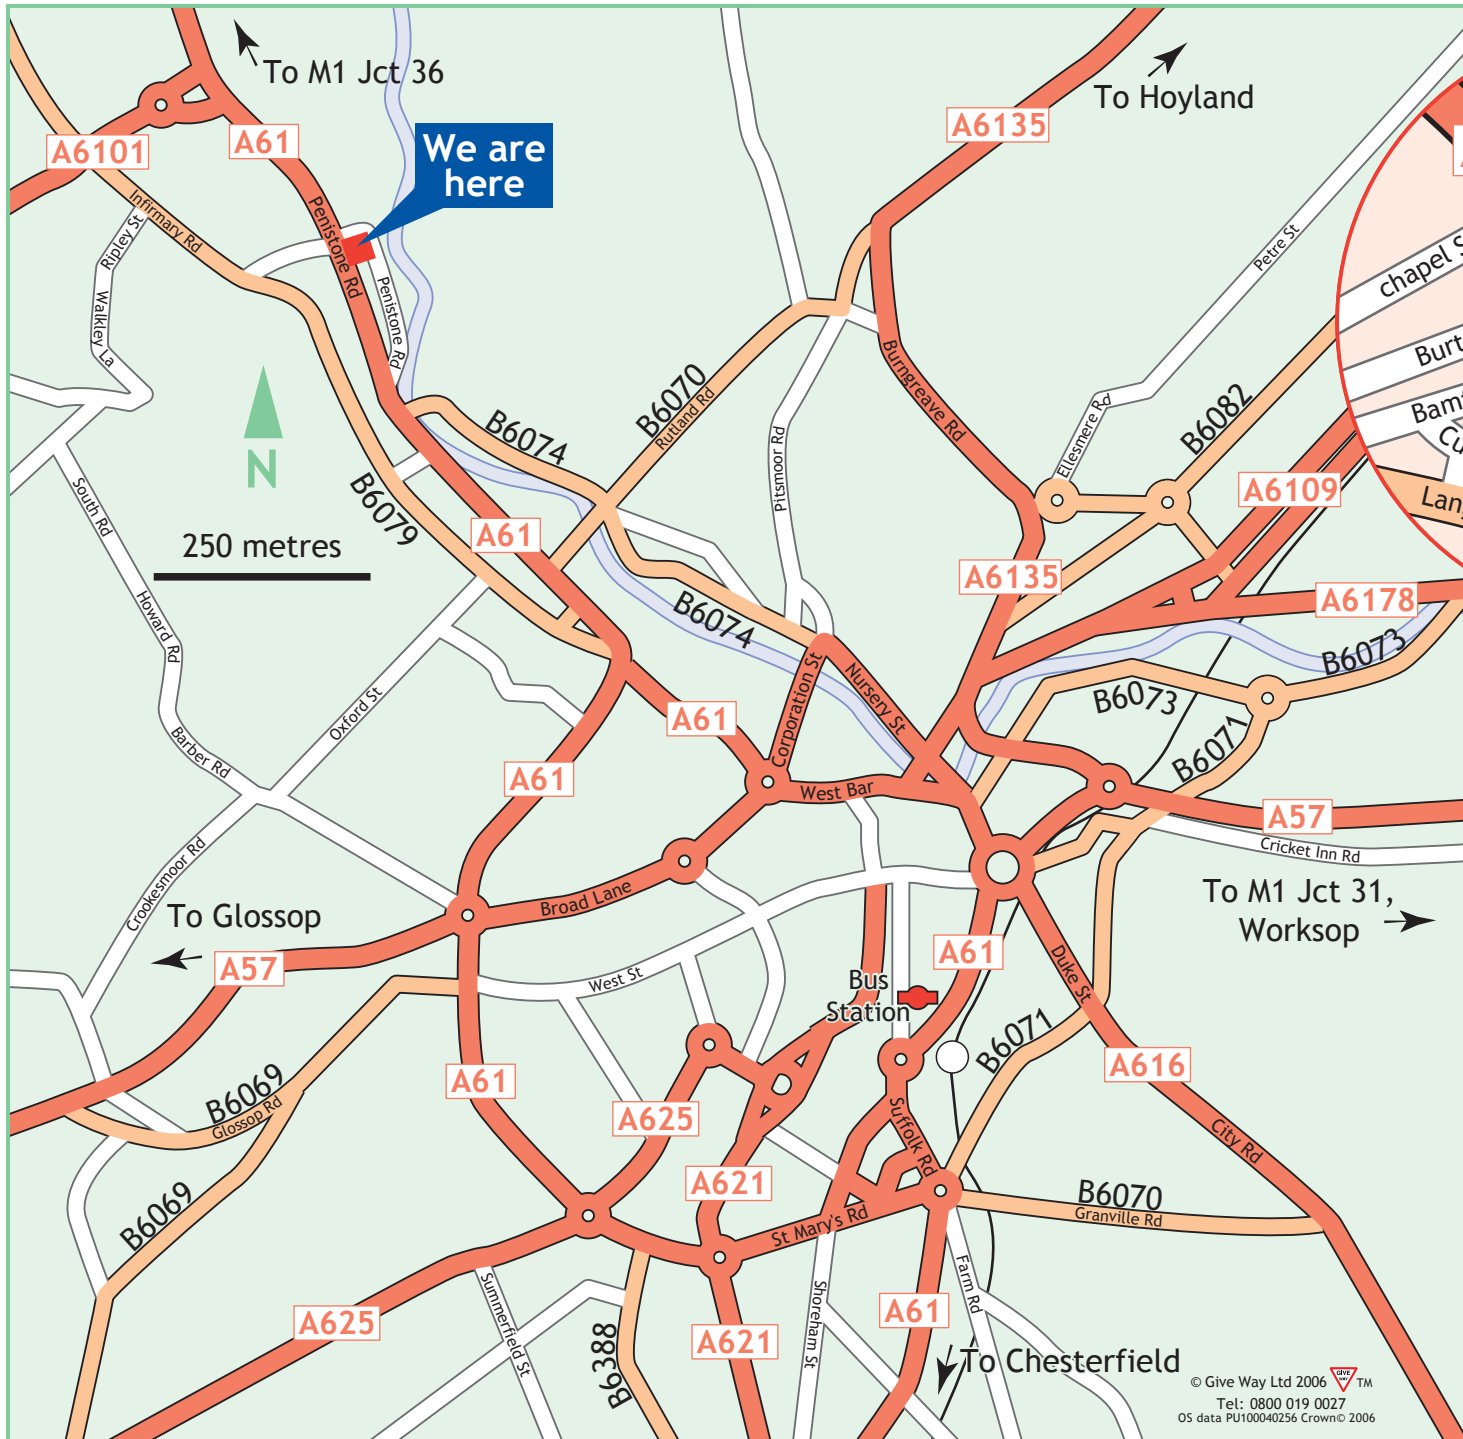 To M1 Jct 36
To Hoyland
A6135
A61
A6101
We are
here
Infirmary Rd
Ripley St
Walkley La
Penistone Rd
Penistone Rd
Petre St
chapel S
Burt
Bamf
Cu
Lan
N
250 metres
B6074
B6070
Rutland Rd
Burngreave Rd
Pitsmoor Rd
Ellesmere Rd
B6082
A6109
B6079
A61
South Rd
Howard Rd
B6074
A6135
A6178
B6073
B6073
B6071
Oxford St
Barber Rd
A61
A61
Corporation St
Nursery St
West Bar
A57
Cricket Inn Rd
Crookesmoor Rd
Broad Lane
To Glossop
A57
To M1 Jct 31,
Worksop
A61
Duke St
West St
Bus
Station
B6071
A616
B6069
Glossop Rd
A61
A625
Suffolk Rd
City Rd
A621
B6069
B6070
Granville Rd
St Mary's Rd
Summerfield St
Shoreham St
Farm Rd
A61
A625
A621
B6388
To Chesterfield
© Give Way Ltd 2006 GIVE WAY TM
Tel: 0800 019 0027
OS data PU100040256 Crown© 2006